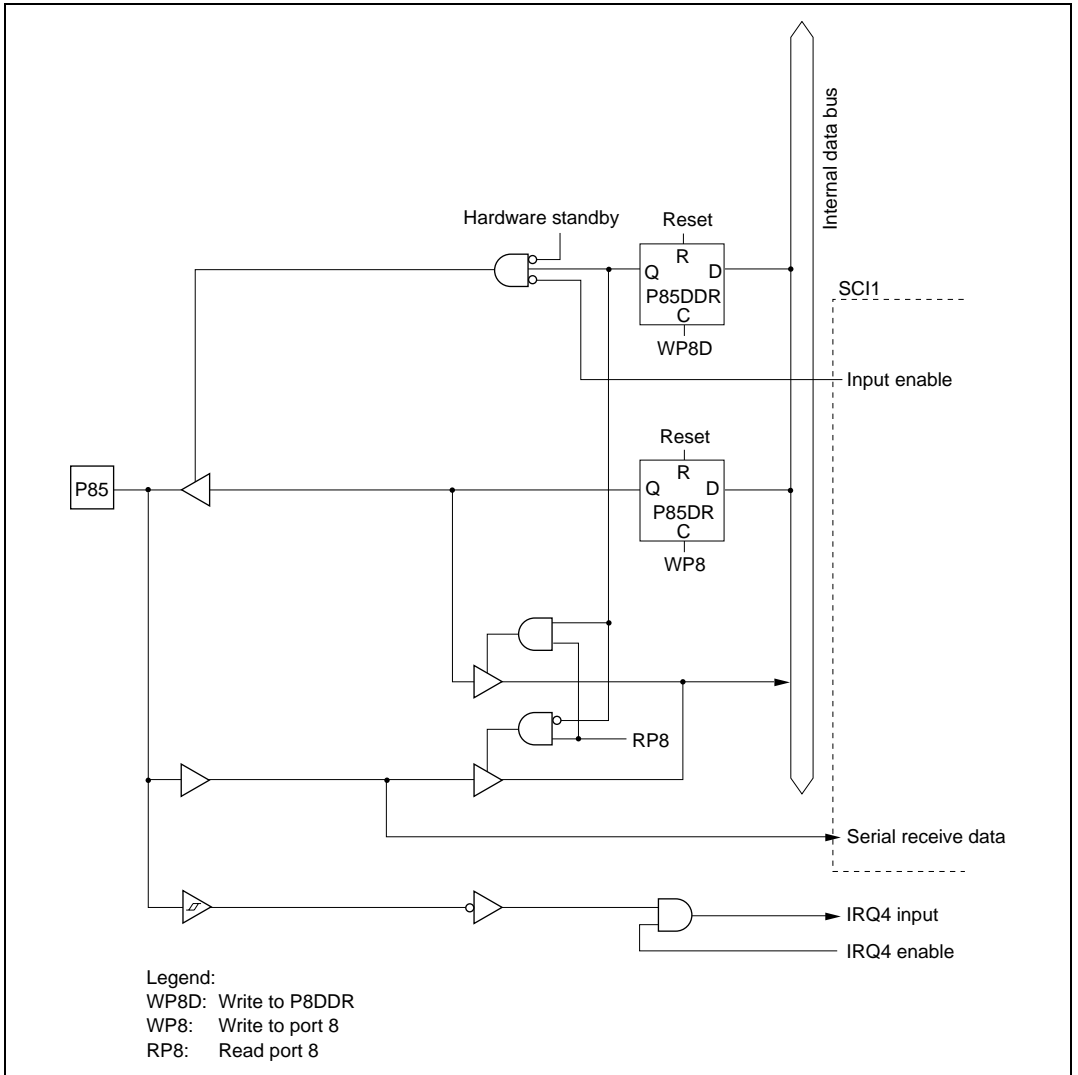 Internal data bus
Hardware standby
Reset
R
Q D
P85DDR
C
WP8D
SCI1
Input enable
Reset
R
P85
Q D
P85DR
C
WP8
RP8
Serial receive data
IRQ4 input
IRQ4 enable
Legend:
WP8D: Write to P8DDR
WP8: Write to port 8
RP8: Read port 8